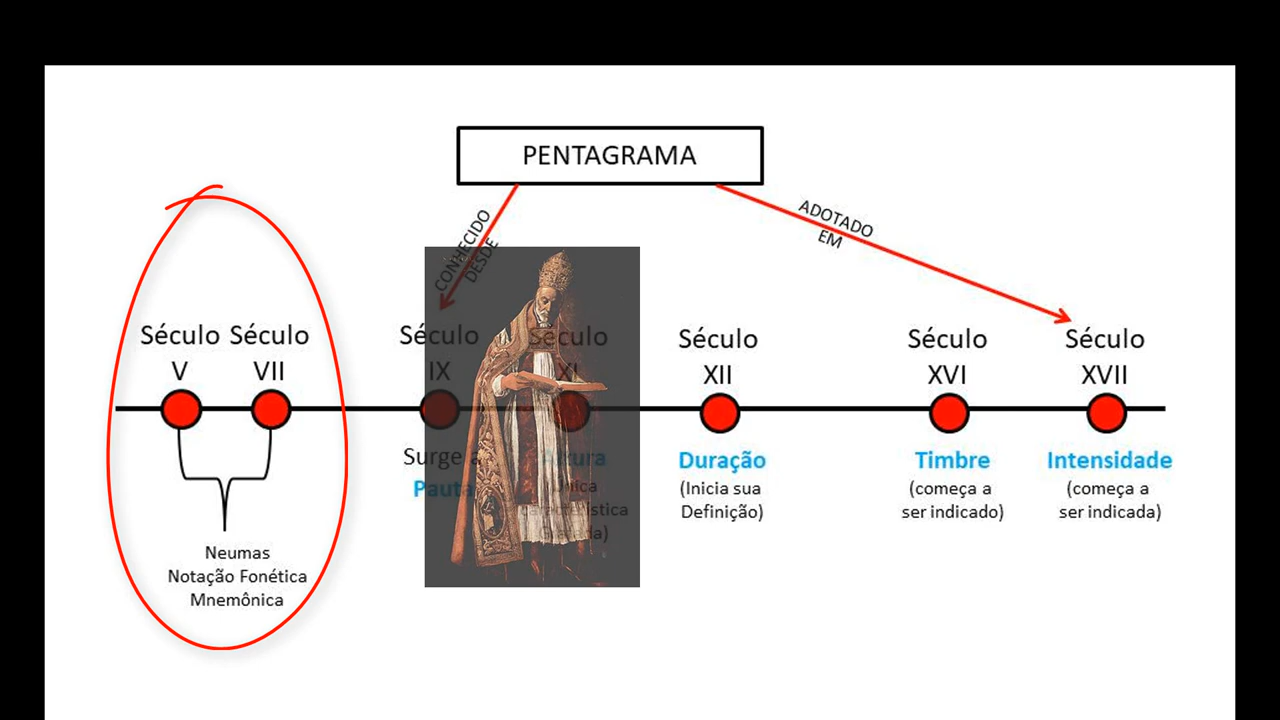 PENTAGRAMA
CONHECIDO
DESDE
ADOTADO
EM
Século
V
Século
VII
Século
IX
Século
XI
Século
XII
Século
XVI
Século
XVII
Neumas
Notação Fonética
Mnemônica
Surge a
Pauta
Altura
Duração
(Inicia sua
Definição)
Timbre
(começa a
ser indicado)
Intensidade
(começa a
ser indicada)